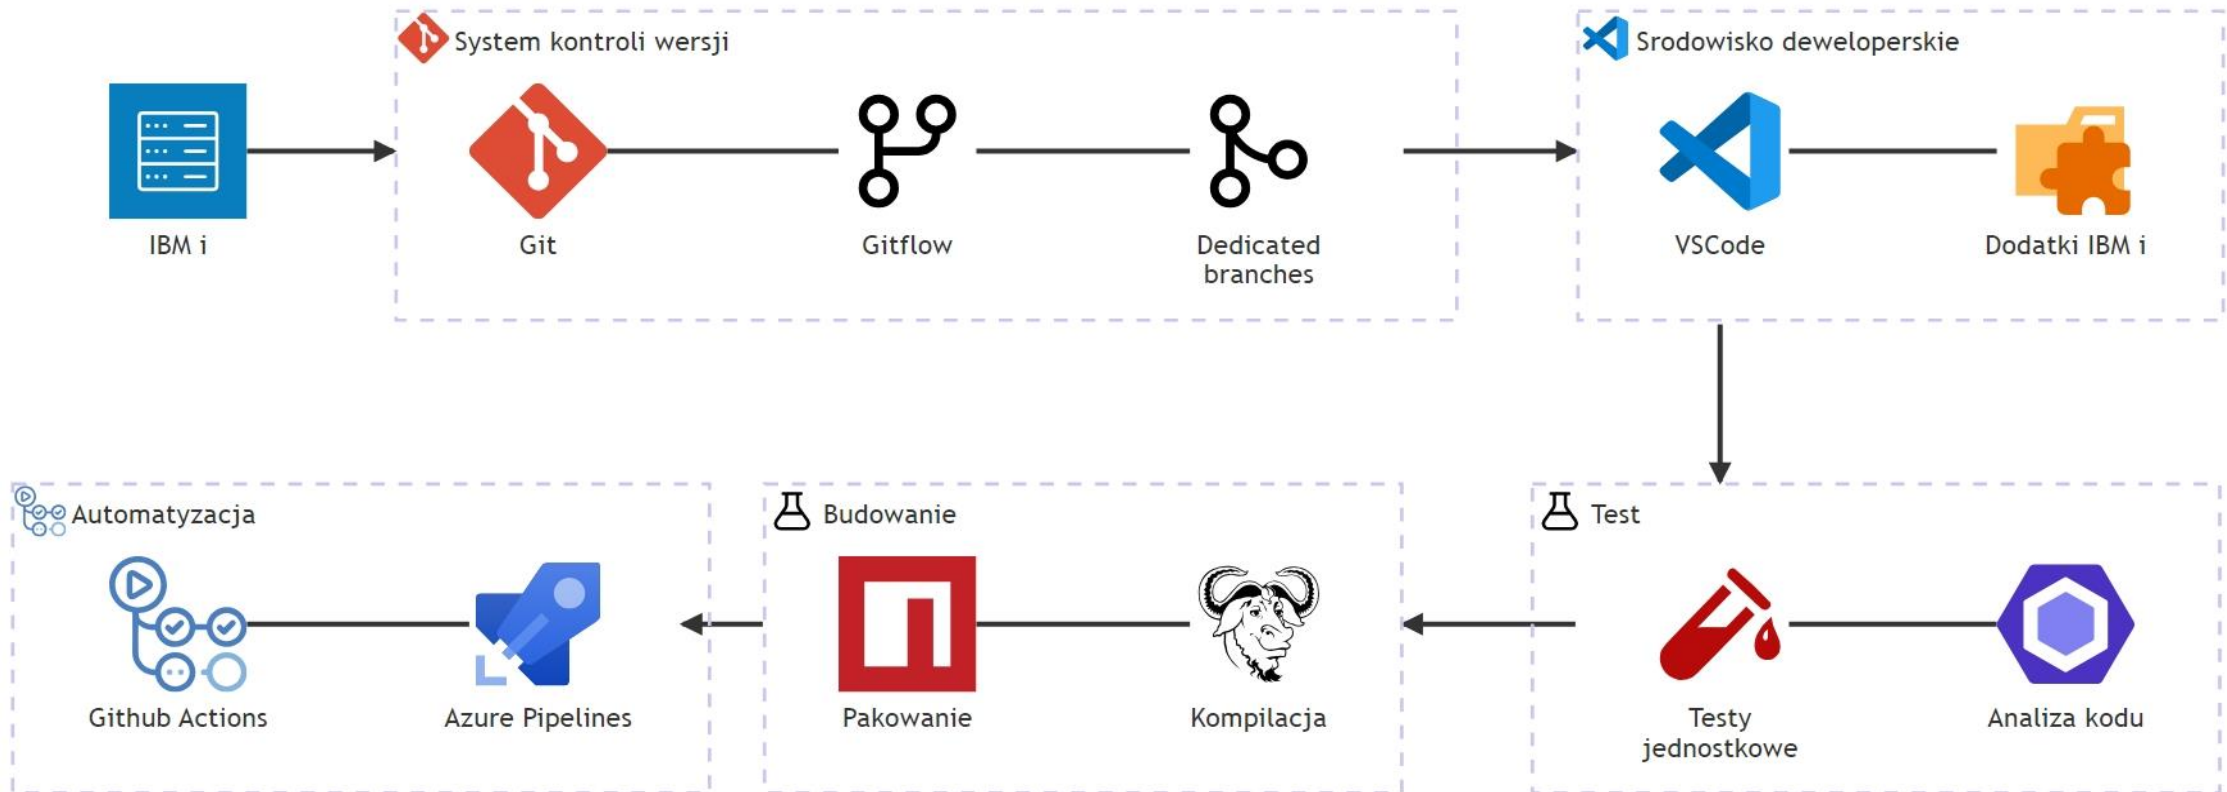 System kontroli wersji
Srodowisko deweloperskie
IBM i
Git
Gitflow
Dedicated
branches
VSCode
Dodatki IBM i
Automatyzacja
Budowanie
Test
Github Actions
Azure Pipelines
Pakowanie
Kompilacja
Testy
jednostkowe
Analiza kodu